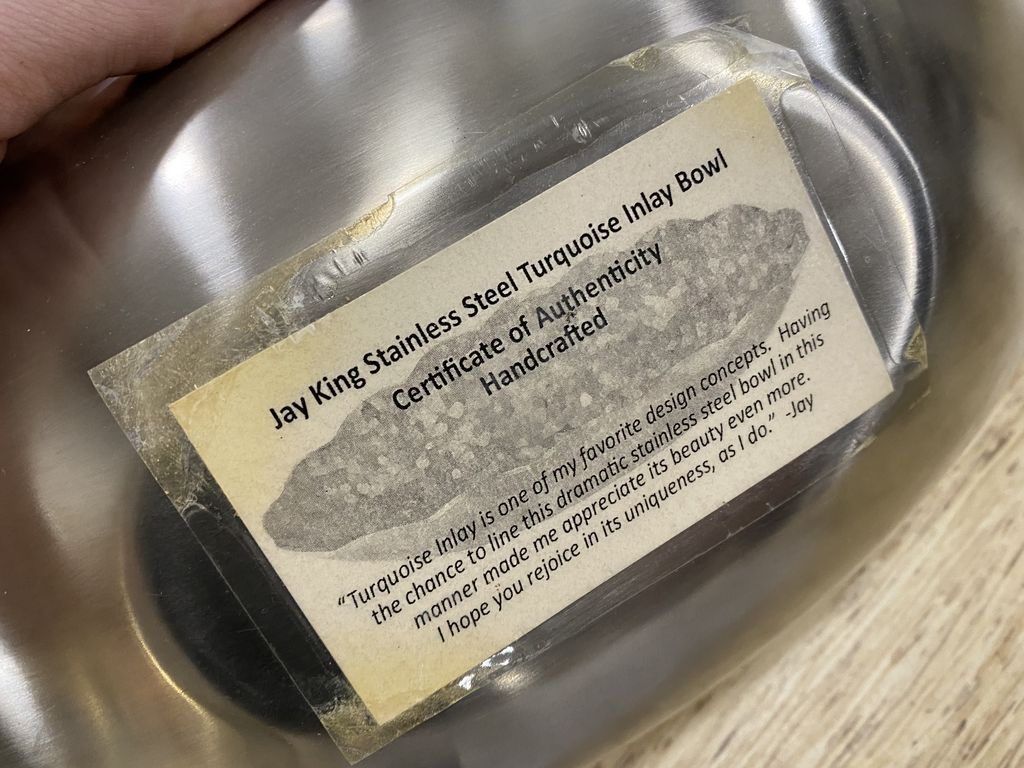 Jay King Stainless Steel Turquoise Inlay Bowl
Certificate of Authenticity
Handcrafted
“Turquoise Inlay is one of my favorite design concepts. Having
the chance to line this dramatic stainless steel bowl in this
manner made me appreciate its beauty even more.
I hope you rejoice in its uniqueness, as I do.” -Jay